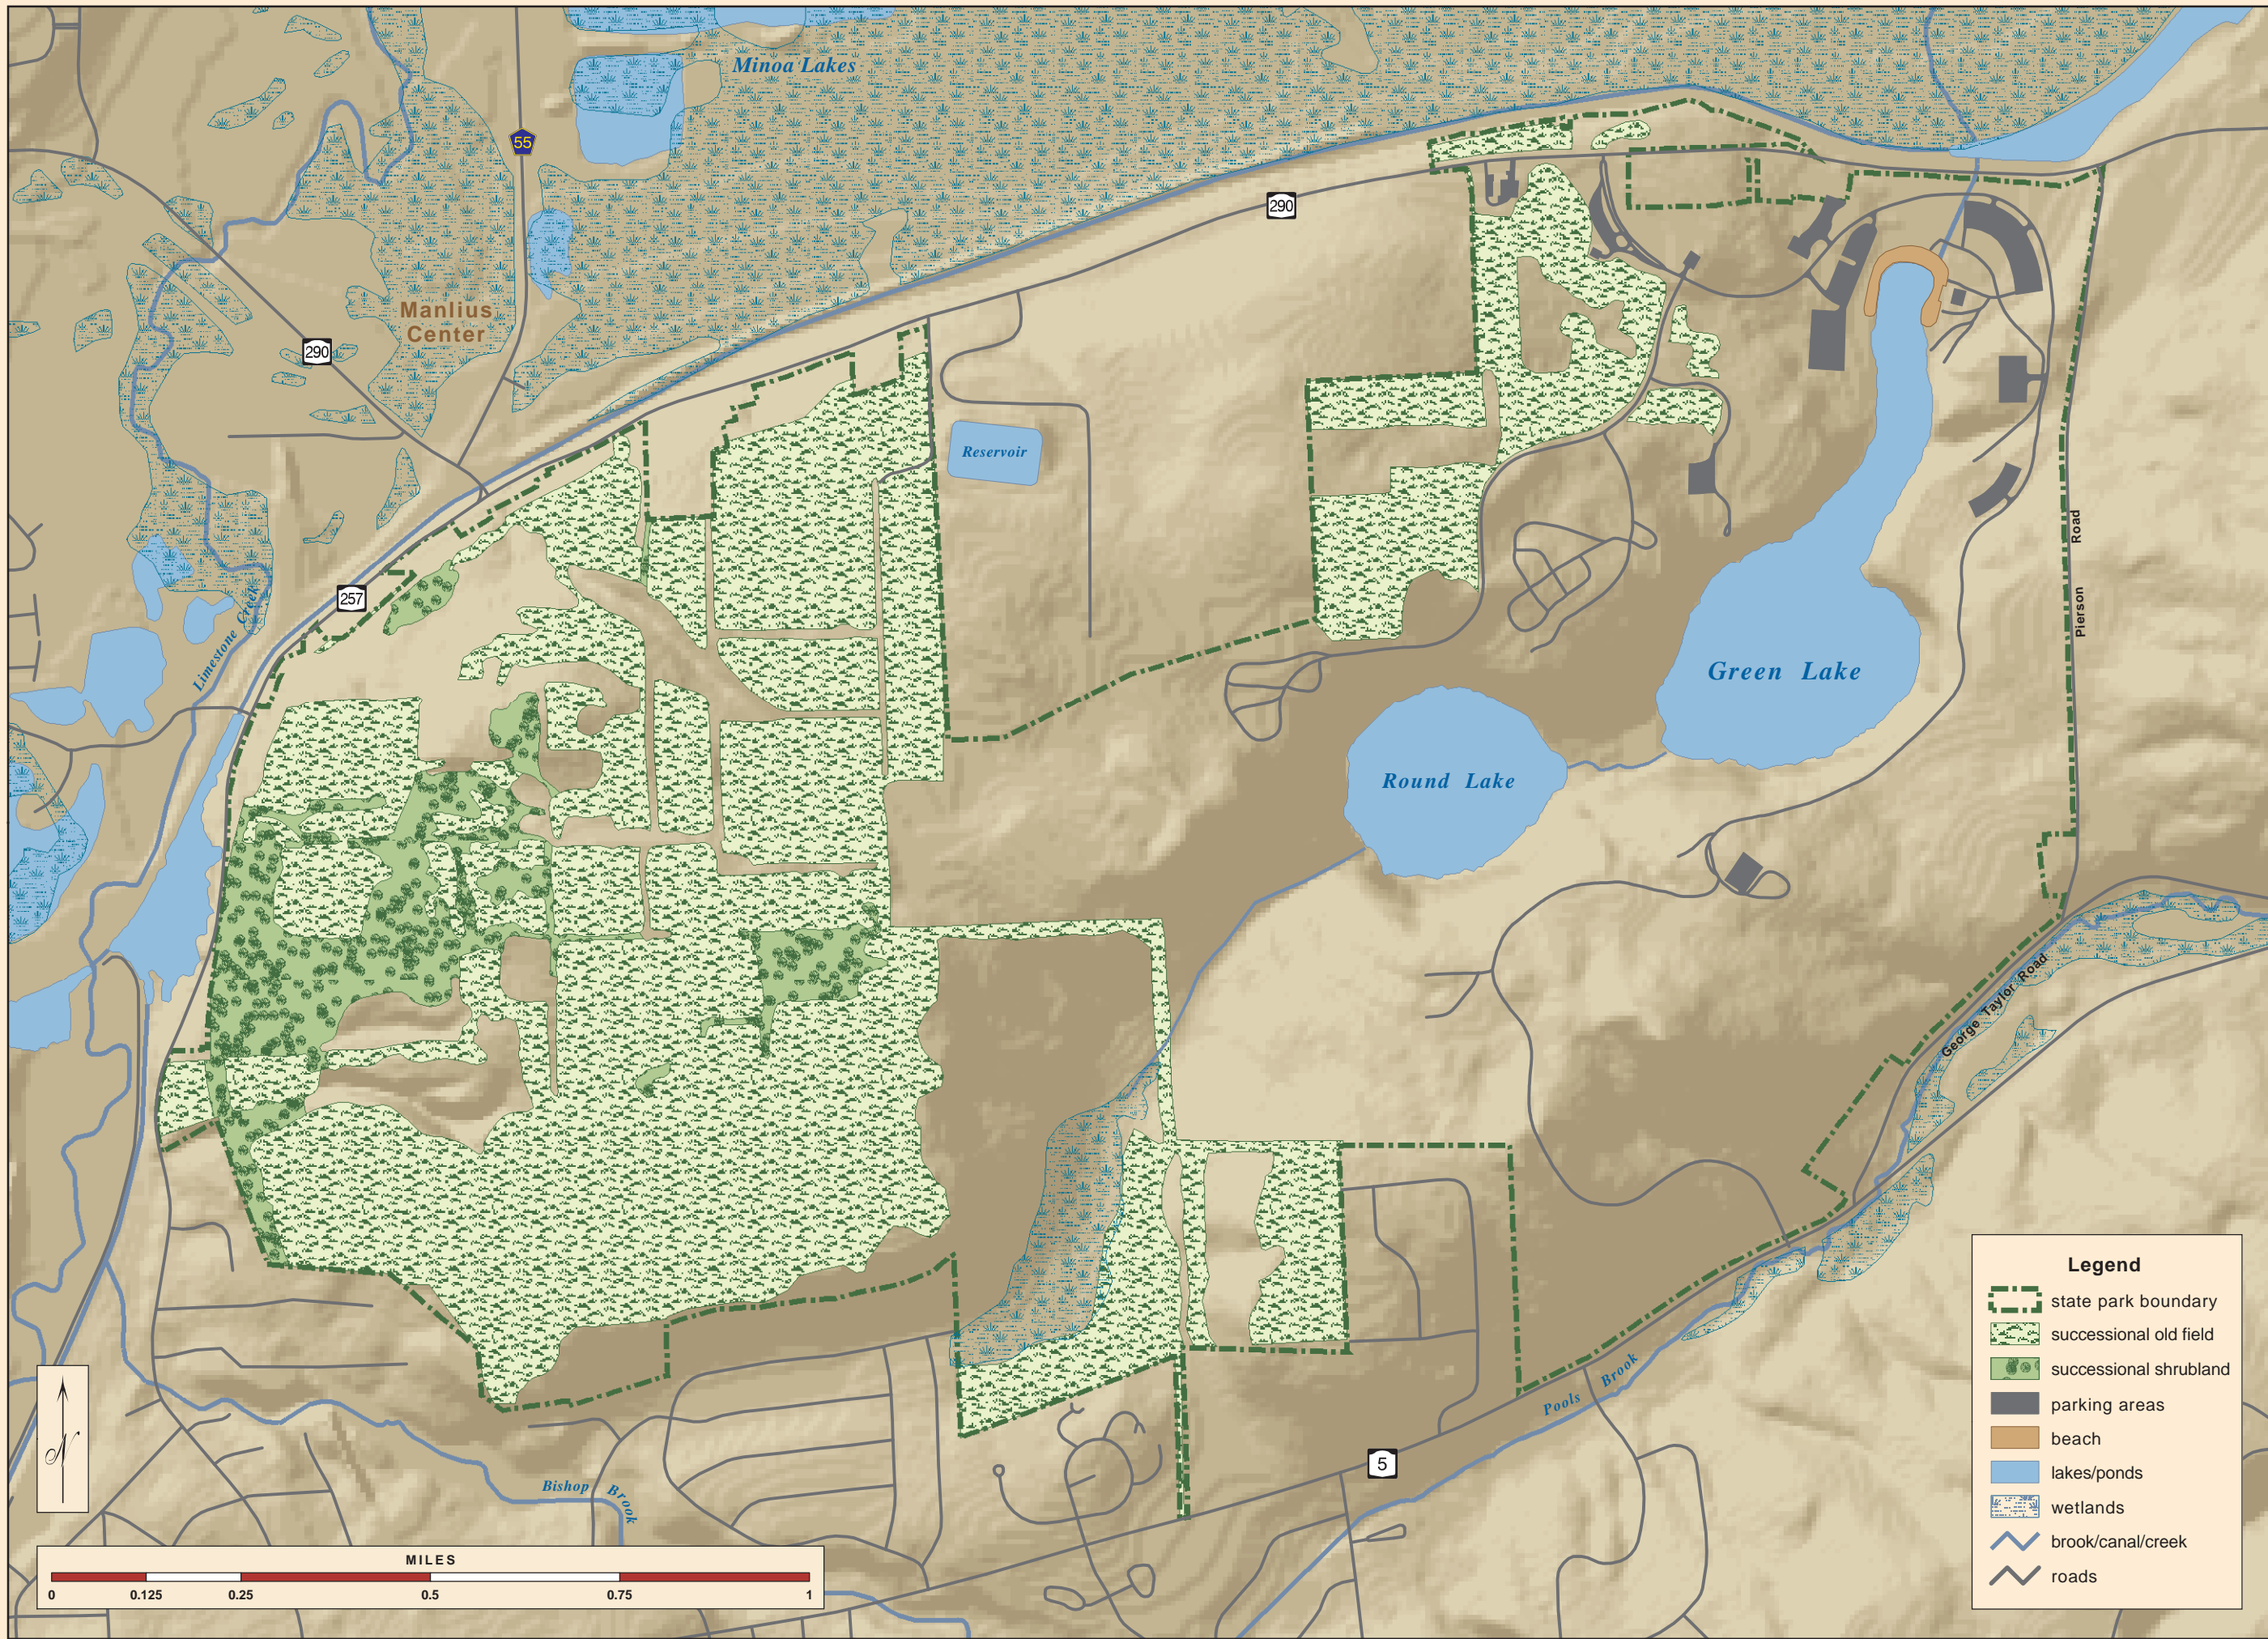 Minoa Lakes
55
290
Manlius
Center
290
Reservoir
257
Limestone Creek
Green Lake
Round Lake
Pierson Road
George Taylor Road
Pools Brook
5
Bishop Brook
N
MILES
0 0.125 0.25 0.5 0.75 1
Legend
state park boundary
successional old field
successional shrubland
parking areas
beach
lakes/ponds
wetlands
brook/canal/creek
roads